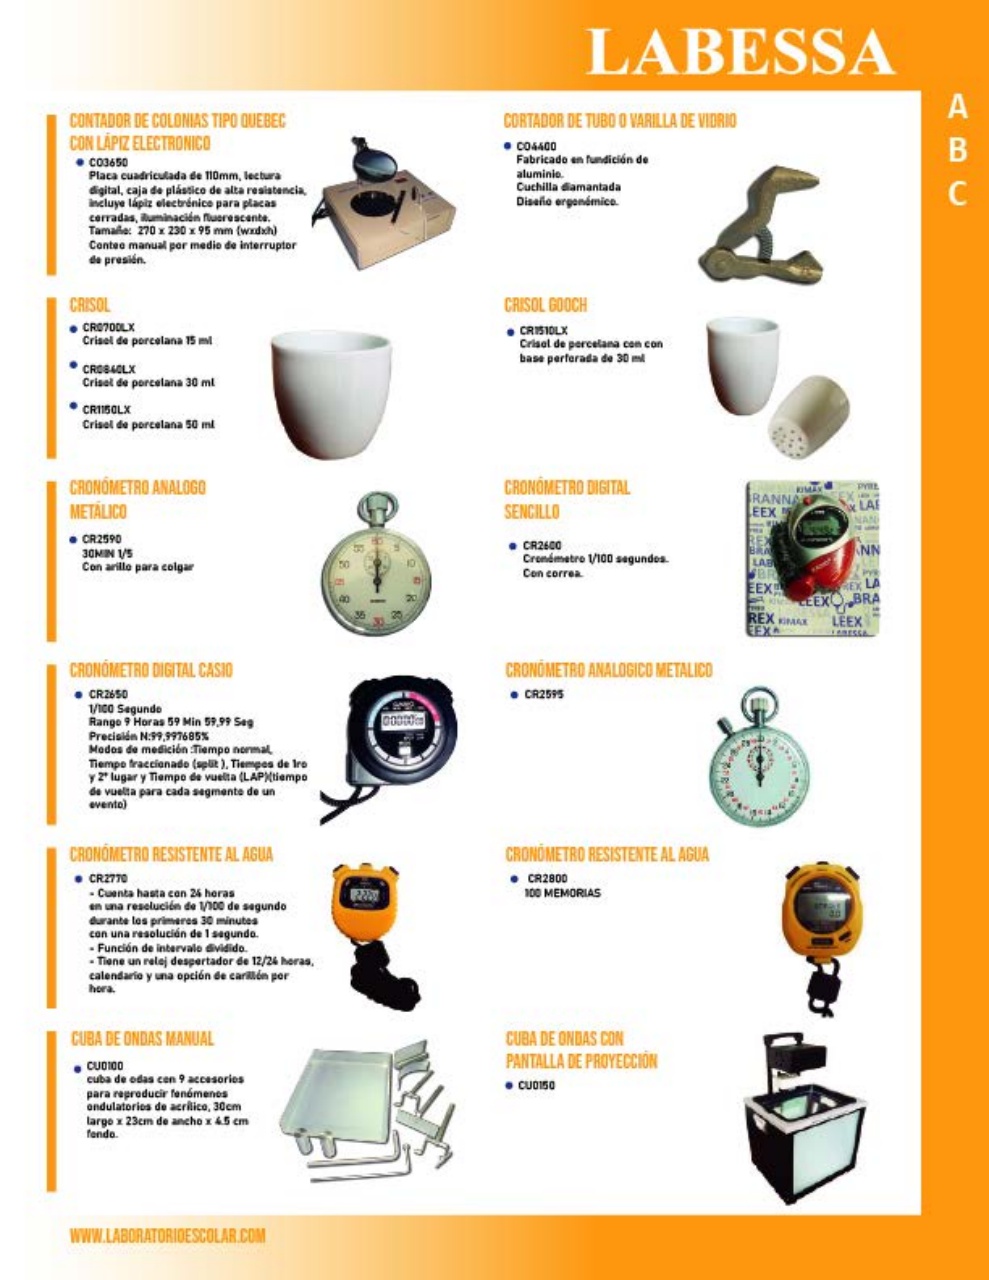 LABESSA
A
B
C
CONTADOR DE COLONIAS TIPO QUEBEC
CON LÁPIZ ELECTRONICO
CO3650
Placa cuadriculada de 110mm, lectura
digital, caja de plástico de alta resistencia,
incluye lápiz electrónico para placas
cerradas, iluminación fluorescente.
Tamaño: 270 x 230 x 95 mm (wxdxh)
Conteo manual por medio de interruptor
de presión.
CORTADOR DE TUBO O VARILLA DE VIDRIO
CO4400
Fabricado en fundición de
aluminio.
Cuchilla diamantada
Diseño ergonómico.
CRISOL
CR0700LX
Crisol de porcelana 15 ml
CR0840LX
Crisol de porcelana 30 ml
CR1150LX
Crisol de porcelana 50 ml
CRISOL GOOCH
CR1510LX
Crisol de porcelana con con
base perforada de 30 ml
CRONÓMETRO ANALOGO
METÁLICO
CR2590
30MIN 1/5
Con arillo para colgar
CRONÓMETRO DIGITAL
SENCILLO
CR2600
Cronómetro 1/100 segundos.
Con correa.
CRONÓMETRO DIGITAL CASIO
CR2650
1/100 Segundo
Rango 9 Horas 59 Min 59,99 Seg
Precisión N:99,997685%
Modos de medición :Tiempo normal,
Tiempo fraccionado (split ), Tiempos de 1ro
y 2º lugar y Tiempo de vuelta (LAP)(tiempo
de vuelta para cada segmento de un
evento)
CRONÓMETRO ANALOGICO METALICO
CR2595
CRONÓMETRO RESISTENTE AL AGUA
CR2770
- Cuenta hasta con 24 horas
en una resolución de 1/100 de segundo
durante los primeros 30 minutos
con una resolución de 1 segundo.
- Función de intervalo dividido.
- Tiene un reloj despertador de 12/24 horas,
calendario y una opción de carillón por
hora.
CRONÓMETRO RESISTENTE AL AGUA
CR2800
100 MEMORIAS
CUBA DE ONDAS MANUAL
CU0100
cuba de odas con 9 accesorios
para reproducir fenómenos
ondulatorios de acrílico, 30cm
largo x 23cm de ancho x 4.5 cm
fondo.
CUBA DE ONDAS CON
PANTALLA DE PROYECCIÓN
CU0150
WWW.LABORATORIOESCOLAR.COM